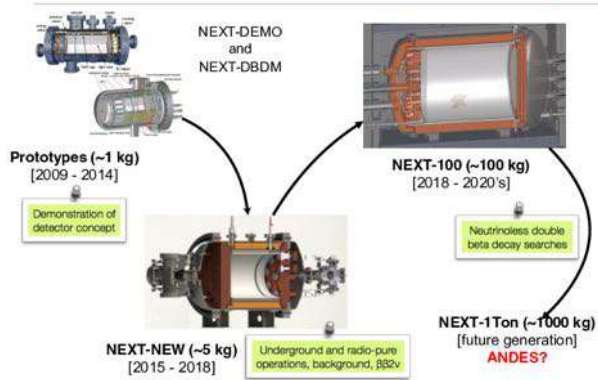 NEXT-DEMO
and
NEXT-DBDM
Prototypes (~1 kg)
[2009 - 2014]
Demonstration of
detector concept
NEXT-100 (~100 kg)
[2018 - 2020's]
Neutrinoless double
beta decay searches
NEXT-NEW (~5 kg)
[2015 - 2018]
Underground and radio-pure
operations, background, ββ2ν
NEXT-1Ton (~1000 kg)
[future generation]
ANDES?